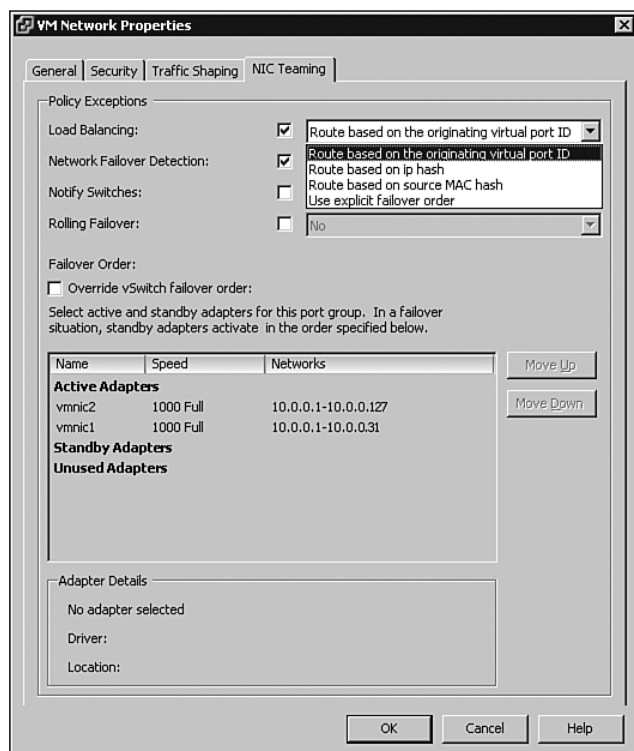 VM Network Properties
General Security Traffic Shaping NIC Teaming
Policy Exceptions
Load Balancing: Route based on the originating virtual port ID
Route based on the originating virtual port ID
Network Failover Detection:
Route based on ip hash
Notify Switches: Route based on source MAC hash
Use explicit failover order
Rolling Failover: No
Failover Order:
Override vSwitch failover order:
Select active and standby adapters for this port group. In a failover
situation, standby adapters activate in the order specified below.
Name Speed Networks
Move Up
Active Adapters
vmnic2 1000 Full 10.0.0.1-10.0.0.127
Move Down
vmnic1 1000 Full 10.0.0.1-10.0.0.31
Standby Adapters
Unused Adapters
Adapter Details
No adapter selected
Driver:
Location:
OK Cancel Help